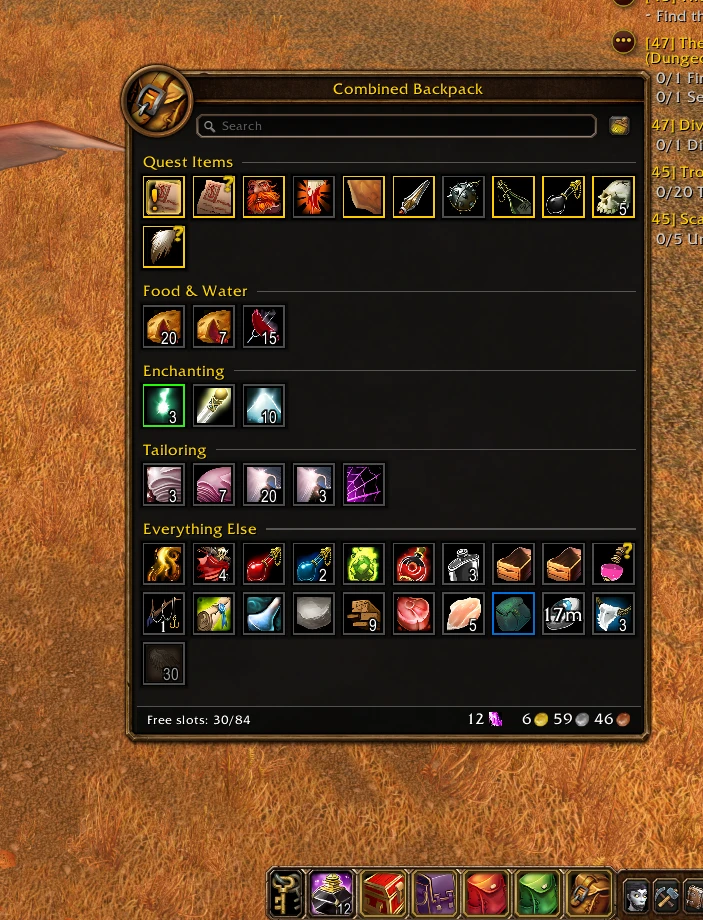 - Find th
[47] The
(Dunged
0/1 Fir
0/1 Se
47] Div
0/1 Di
45] Tro
0/20 T
45] Sca
0/5 Ur
Combined Backpack
Search
Quest Items
5
Food & Water
20 7 15
Enchanting
3 10
Tailoring
3 7 20 3
Everything Else
4 2 3
1 9 5 17m 3
30
Free slots: 30/84
12 6 59 46
12